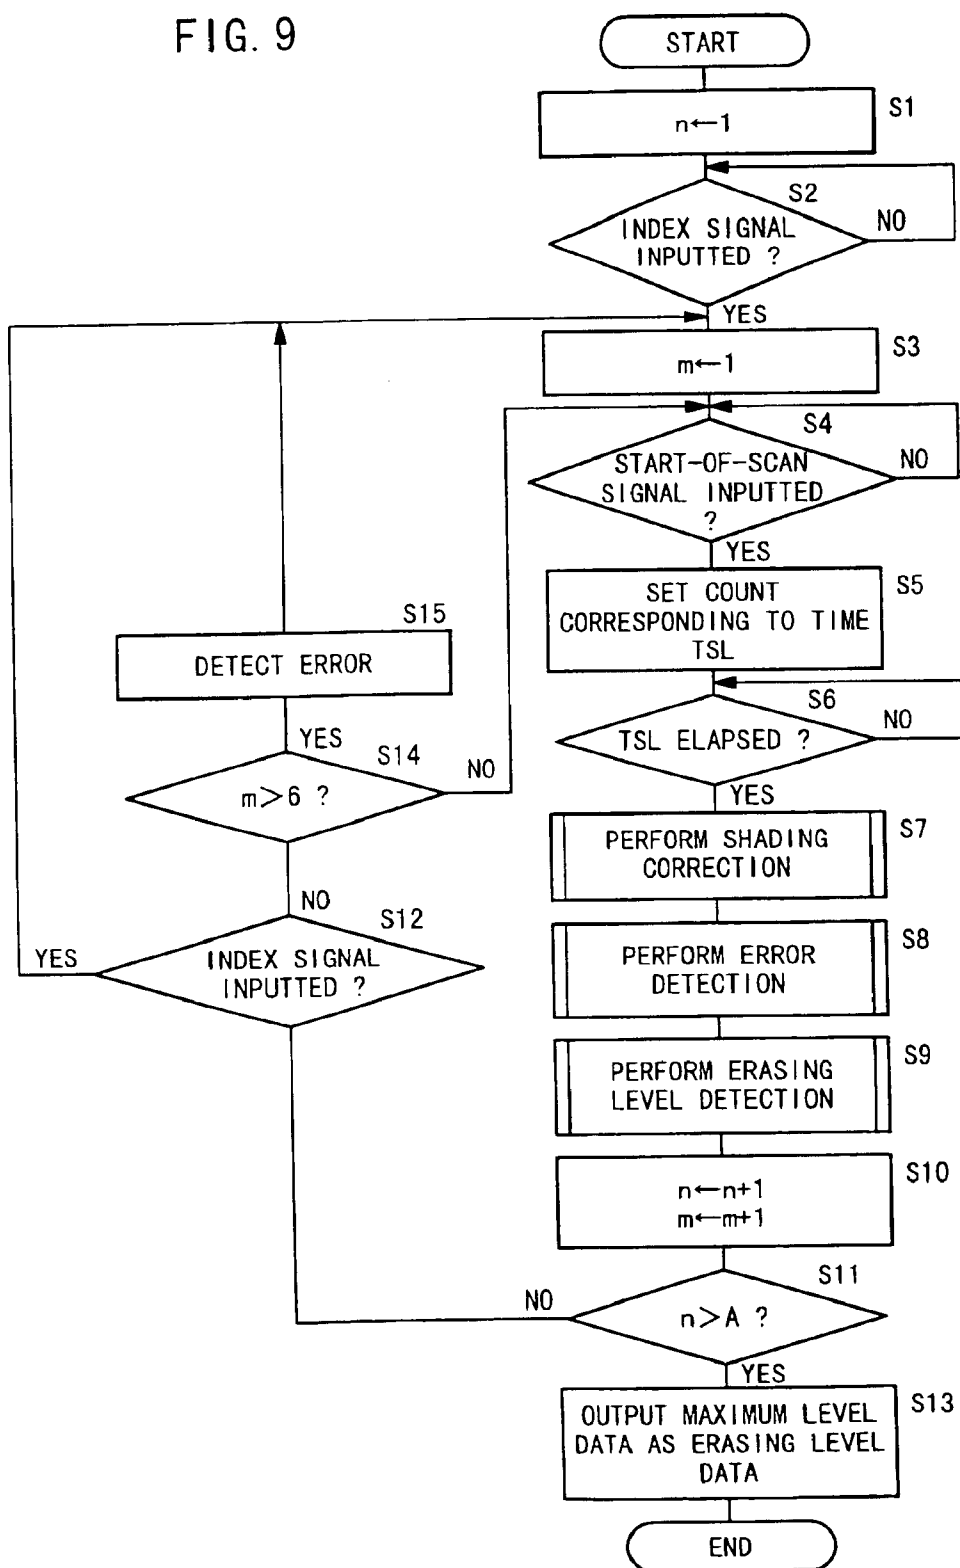 FIG. 9
START
S1
n←1
S2
INDEX SIGNAL
INPUTTED ?
NO
YES
S3
m←1
S4
START-OF-SCAN
SIGNAL INPUTTED
?
NO
YES
S5
SET COUNT
CORRESPONDING TO TIME
TSL
S15
DETECT ERROR
S6
TSL ELAPSED ?
NO
YES
YES
S14
m>6 ?
NO
S7
PERFORM SHADING
CORRECTION
NO
S12
INDEX SIGNAL
INPUTTED ?
YES
S8
PERFORM ERROR
DETECTION
S9
PERFORM ERASING
LEVEL DETECTION
S10
n←n+1
m←m+1
S11
n>A ?
NO
YES
S13
OUTPUT MAXIMUM LEVEL
DATA AS ERASING LEVEL
DATA
END